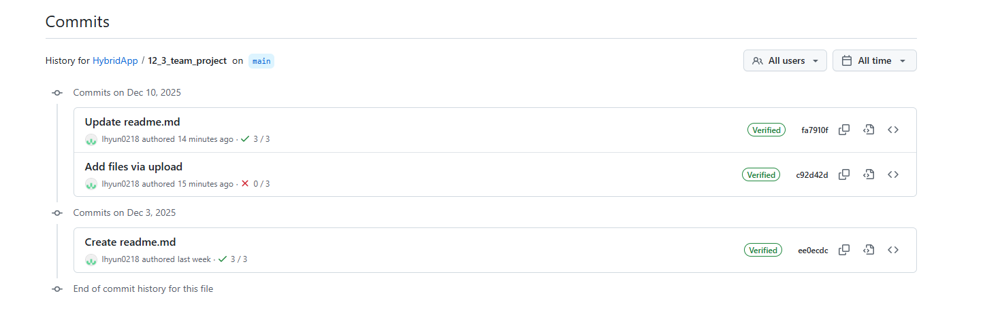 Commits
History for HybridApp / 12_3_team_project on main
All users
All time
Commits on Dec 10, 2025
Update readme.md
lhyun0218 authored 14 minutes ago · 3 / 3
Verified
fa7910f
Add files via upload
lhyun0218 authored 15 minutes ago · 0 / 3
Verified
c92d42d
Commits on Dec 3, 2025
Create readme.md
lhyun0218 authored last week · 3 / 3
Verified
ee0ecdc
End of commit history for this file